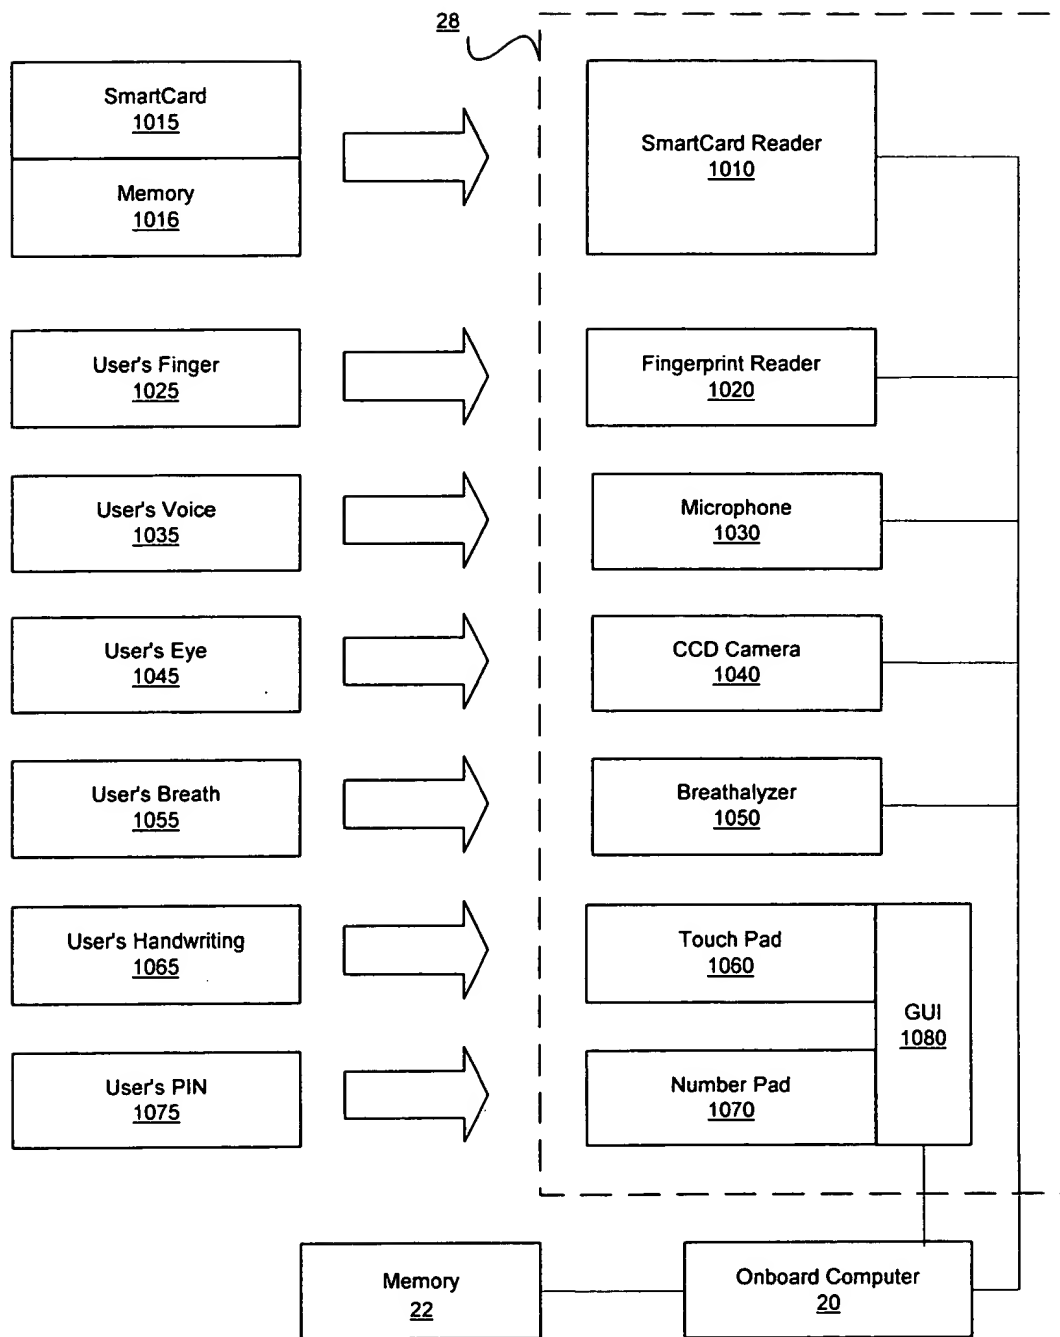 28
SmartCard
1015
Memory
1016
SmartCard Reader
1010
User's Finger
1025
Fingerprint Reader
1020
User's Voice
1035
Microphone
1030
User's Eye
1045
CCD Camera
1040
User's Breath
1055
Breathalyzer
1050
User's Handwriting
1065
Touch Pad
1060
GUI
1080
User's PIN
1075
Number Pad
1070
Memory
22
Onboard Computer
20